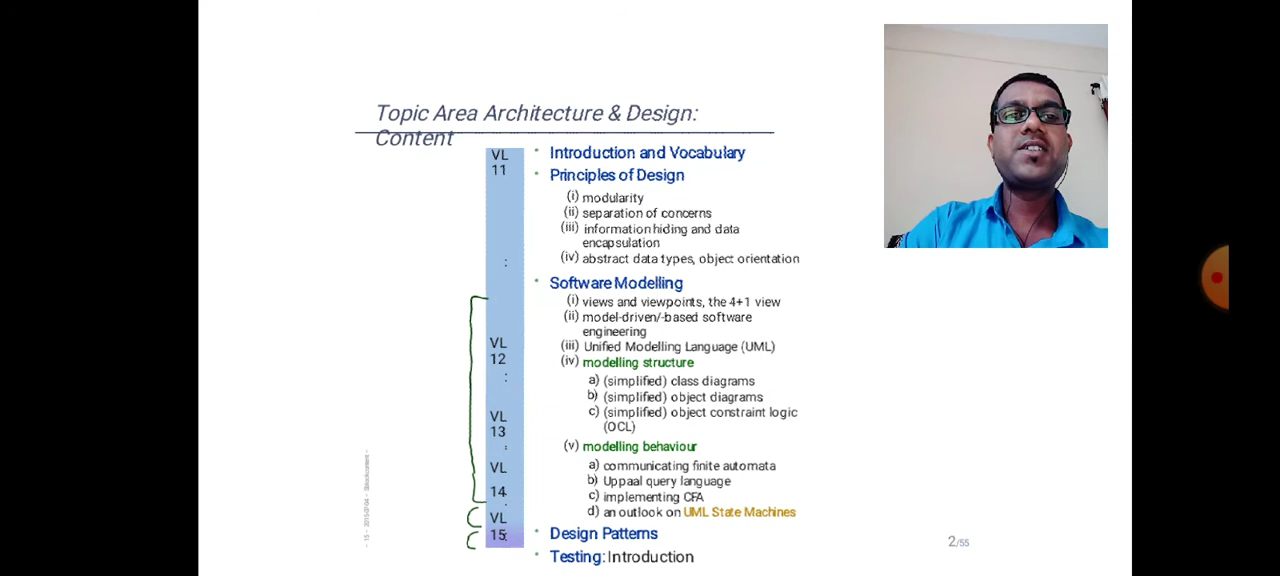 Topic Area Architecture & Design:
Content
VL
11
• Introduction and Vocabulary
• Principles of Design
(i) modularity
(ii) separation of concerns
(iii) information hiding and data
encapsulation
:
(iv) abstract data types, object orientation
• Software Modelling
(i) views and viewpoints, the 4+1 view
(ii) model-driven/-based software
engineering
VL
12
:
(iii) Unified Modelling Language (UML)
(iv) modelling structure
a) (simplified) class diagrams
b) (simplified) object diagrams
c) (simplified) object constraint logic
(OCL)
VL
13
:
(v) modelling behaviour
a) communicating finite automata
b) Uppaal query language
c) implementing CFA
d) an outlook on UML State Machines
VL
14
:
VL
15:
• Design Patterns
• Testing: Introduction
2/55